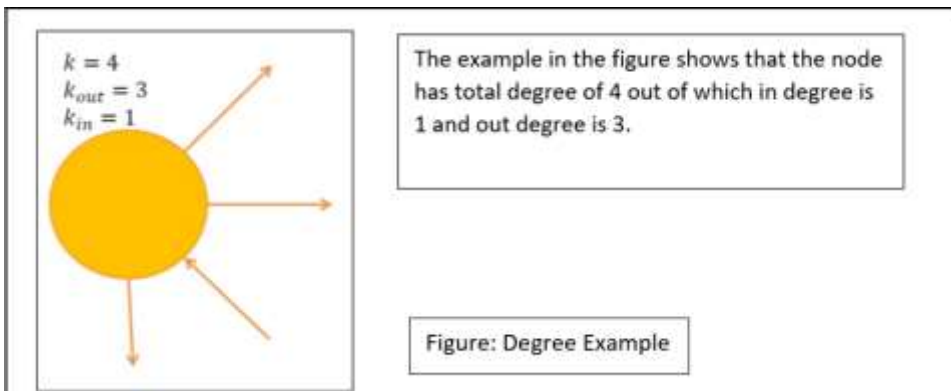 k = 4
k_out = 3
k_in = 1
The example in the figure shows that the node
has total degree of 4 out of which in degree is
1 and out degree is 3.
Figure: Degree Example